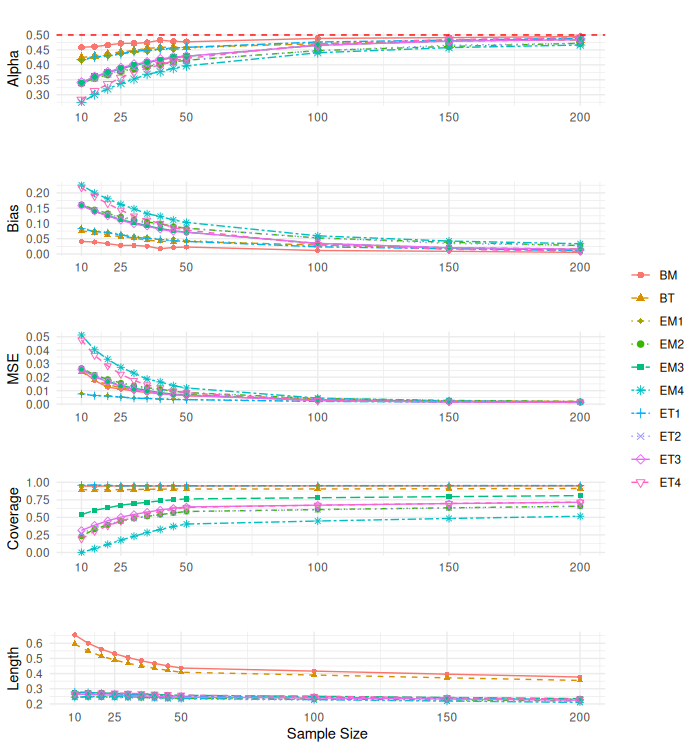 Alpha
0.50
0.45
0.40
0.35
0.30
10 25 50 100 150 200
Bias
0.20
0.15
0.10
0.05
0.00
10 25 50 100 150 200
MSE
0.05
0.04
0.03
0.02
0.01
0.00
10 25 50 100 150 200
Coverage
1.00
0.75
0.50
0.25
0.00
10 25 50 100 150 200
Length
0.6
0.5
0.4
0.3
0.2
10 25 50 100 150 200
Sample Size
BM
BT
EM1
EM2
EM3
EM4
ET1
ET2
ET3
ET4